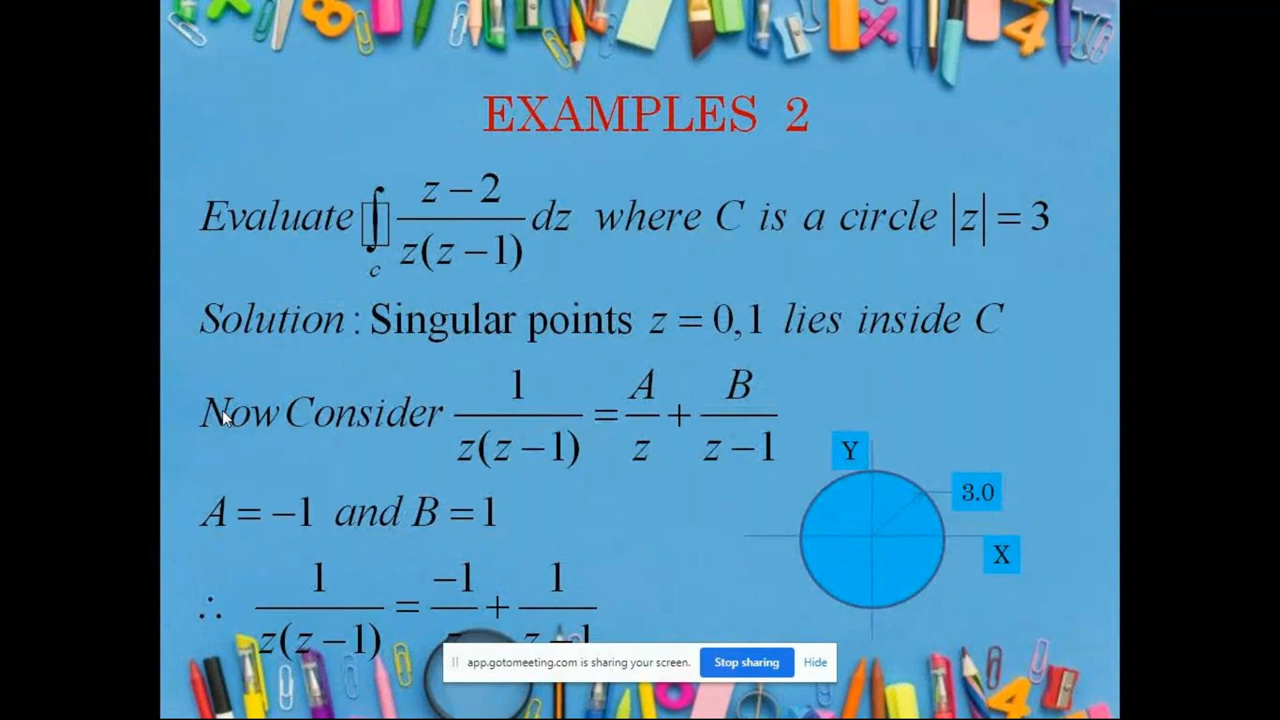 EXAMPLES 2
Evaluate ∮_c (z − 2)/(z(z − 1)) dz where C is a circle |z| = 3
Solution : Singular points z = 0,1 lies inside C
Now Consider 1/(z(z − 1)) = A/z + B/(z − 1)
Y
3.0
A = −1 and B = 1
X
∴ 1/(z(z − 1)) = −1/z + 1/(z − 1)
app.gotomeeting.com is sharing your screen. Stop sharing Hide